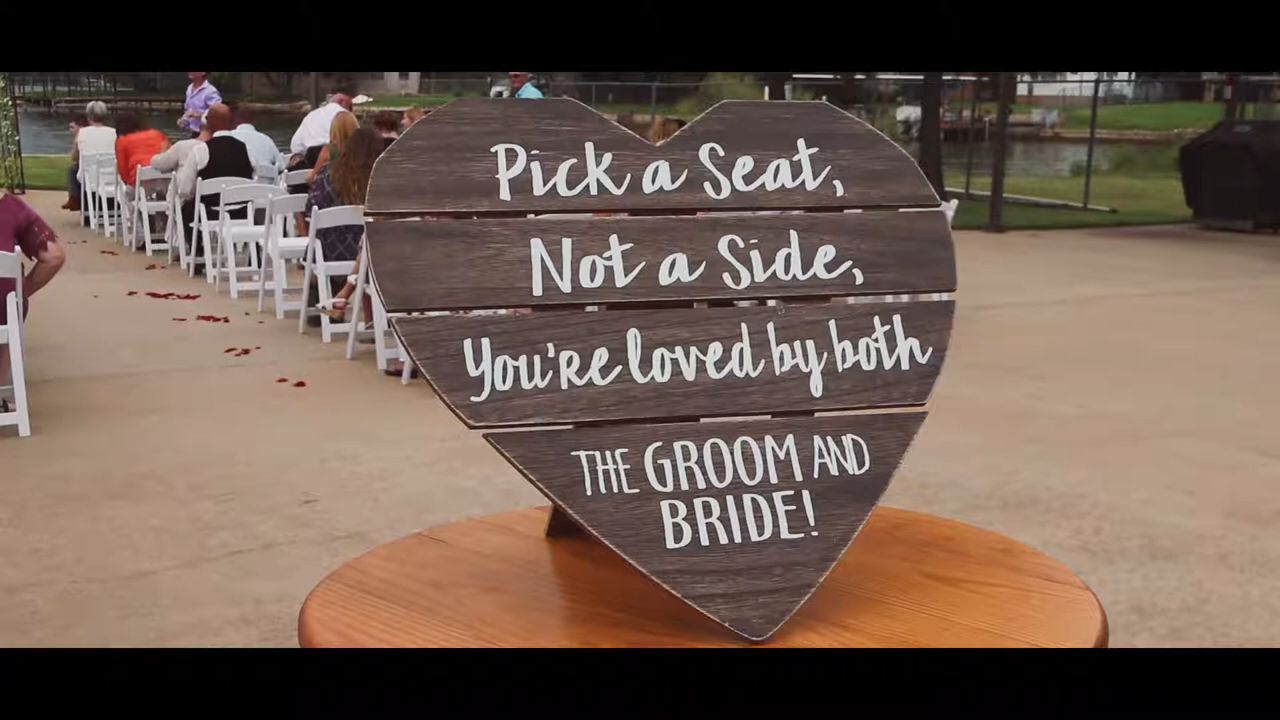 Pick a Seat,
Not a Side,
You're loved by both
THE GROOM AND
BRIDE!